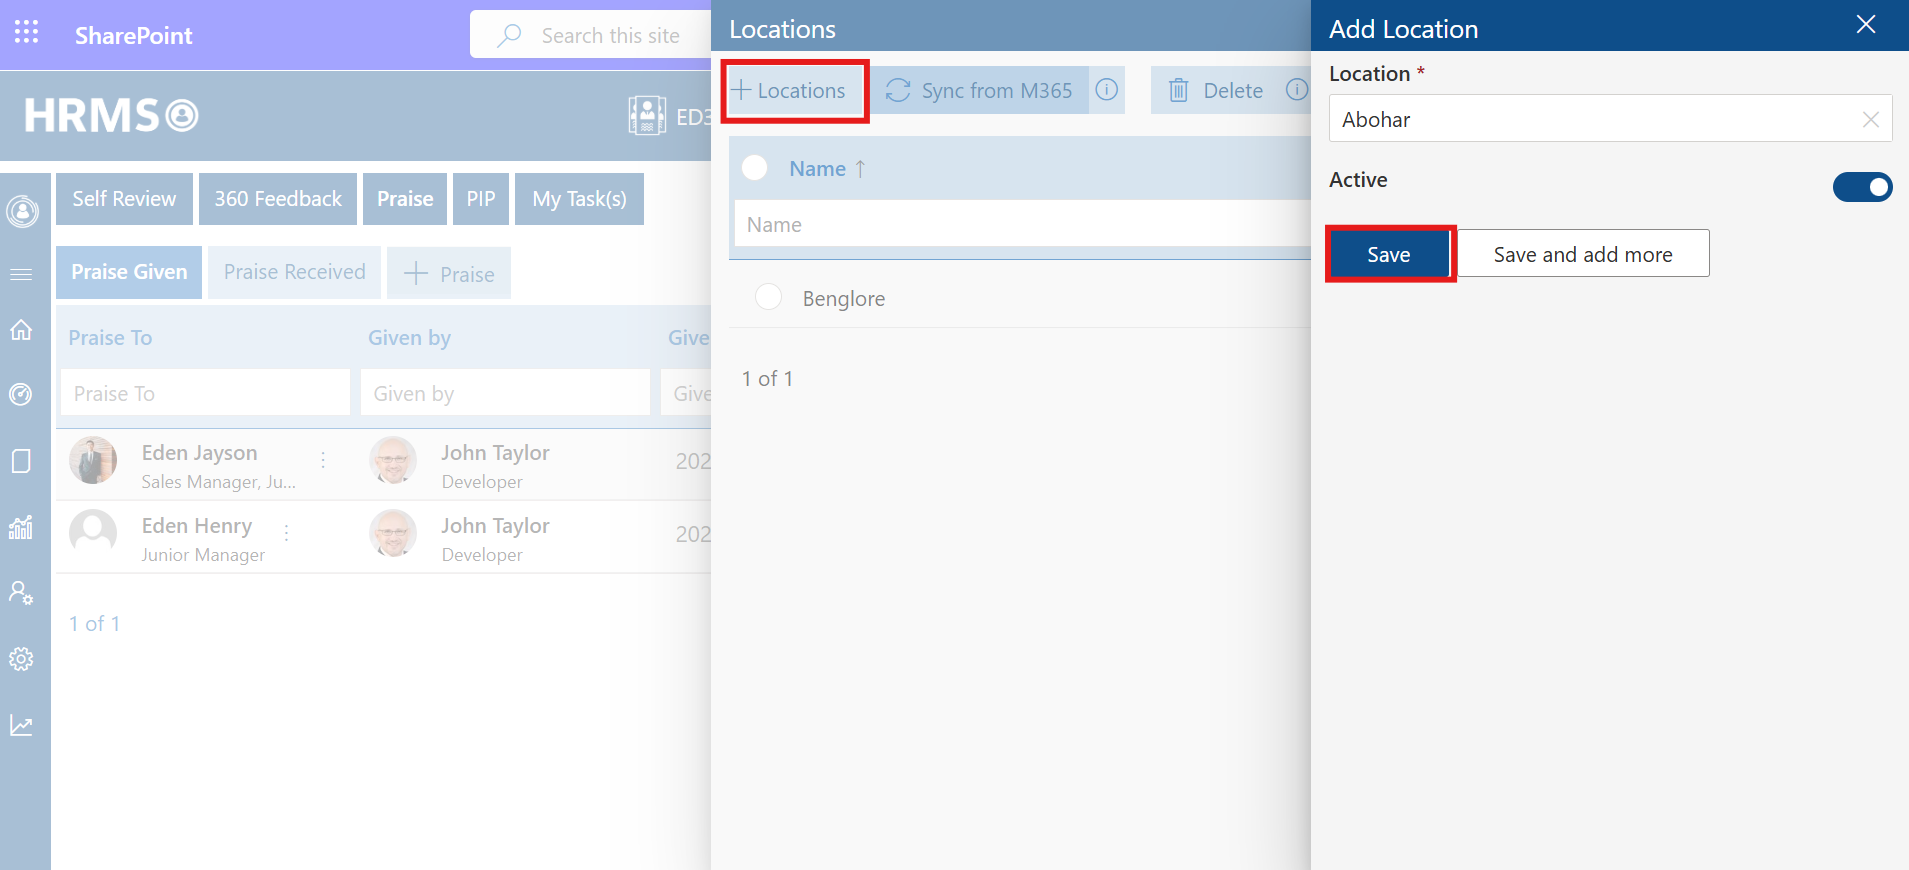 SharePoint
Search this site
HRMS
ED3
Self Review
360 Feedback
Praise
PIP
My Task(s)
Praise Given
Praise Received
+ Praise
Praise To
Given by
Give
Praise To
Given by
Give
Eden Jayson
Sales Manager, Ju...
John Taylor
Developer
202
Eden Henry
Junior Manager
John Taylor
Developer
202
1 of 1
Locations
+ Locations
Sync from M365
Delete
Name ↑
Name
Benglore
1 of 1
Add Location
Location *
Abohar
Active
Save
Save and add more